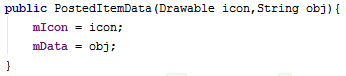 public PostedItemData(Drawable icon,String obj){
mIcon = icon;
mData = obj;
}